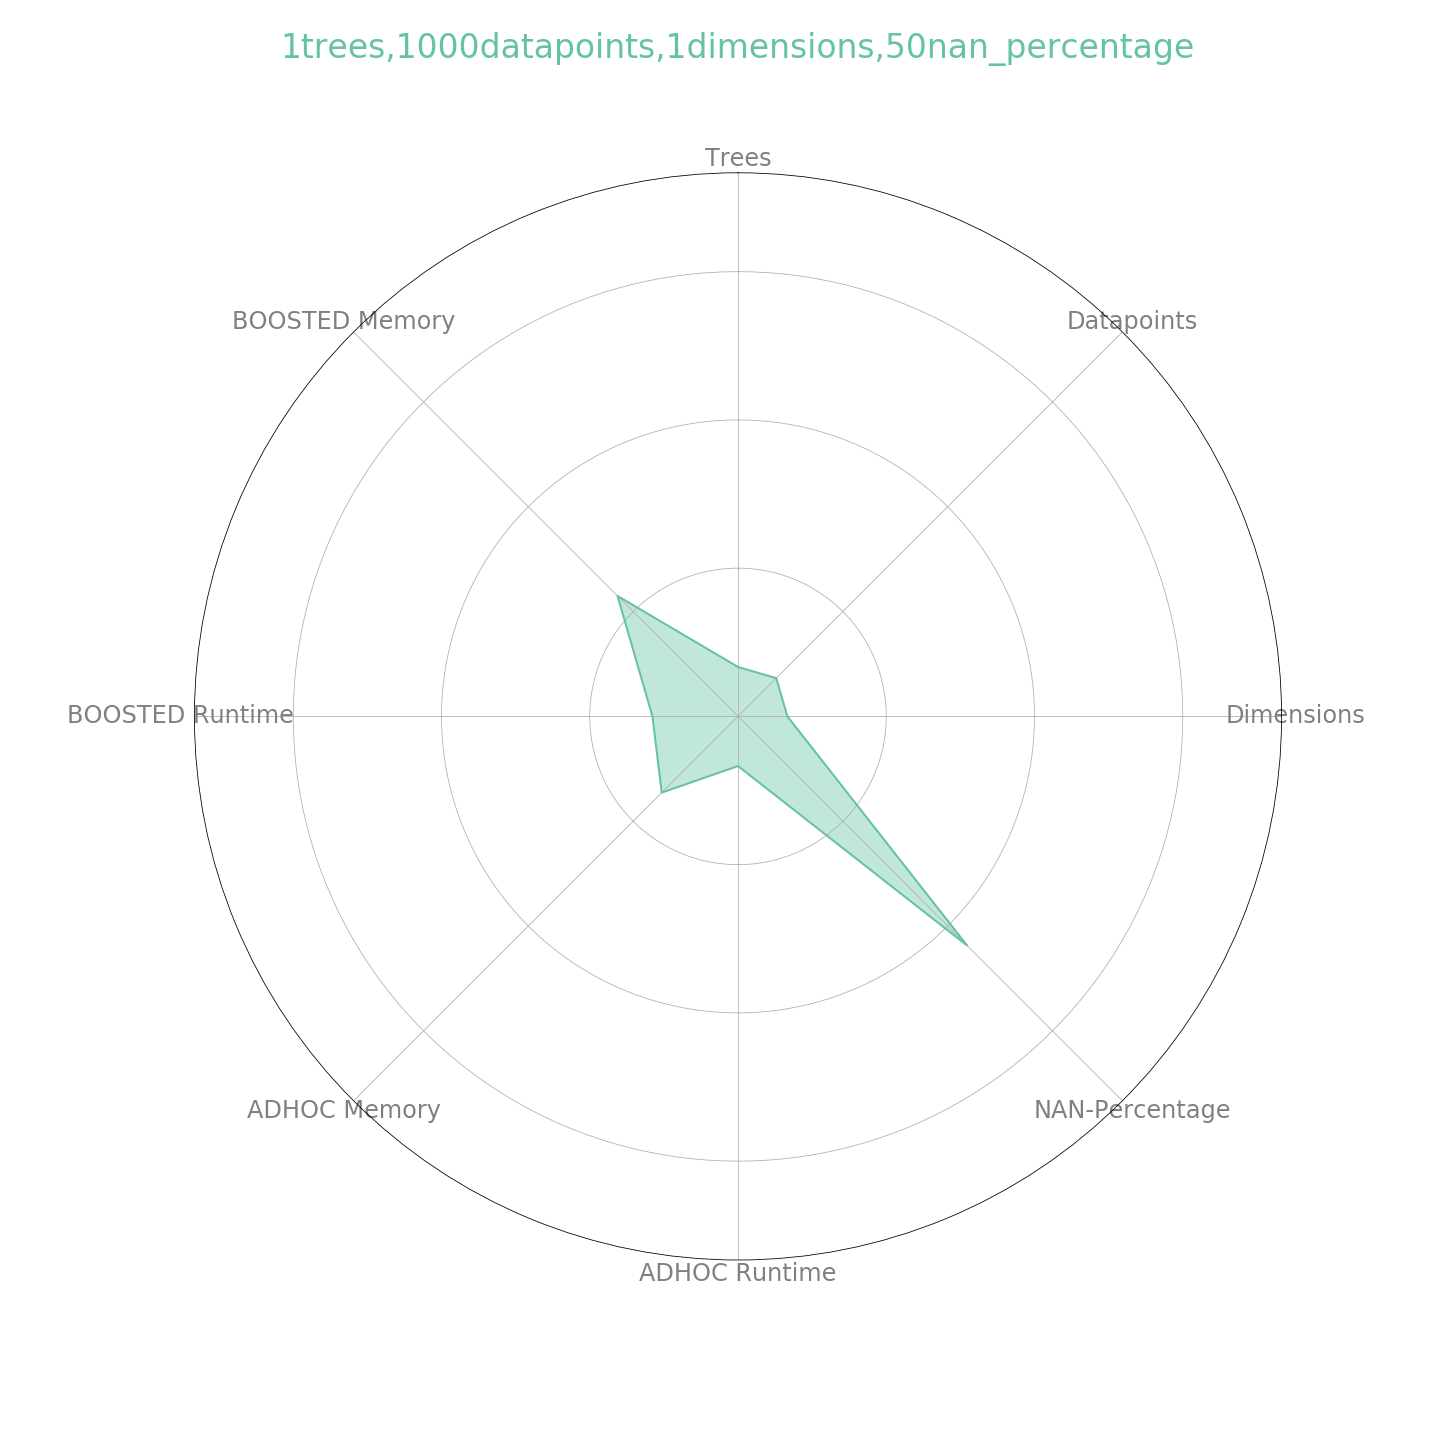 1trees,1000datapoints,1dimensions,50nan_percentage
Trees
BOOSTED Memory
Datapoints
BOOSTED Runtime
Dimensions
ADHOC Memory
NAN-Percentage
ADHOC Runtime